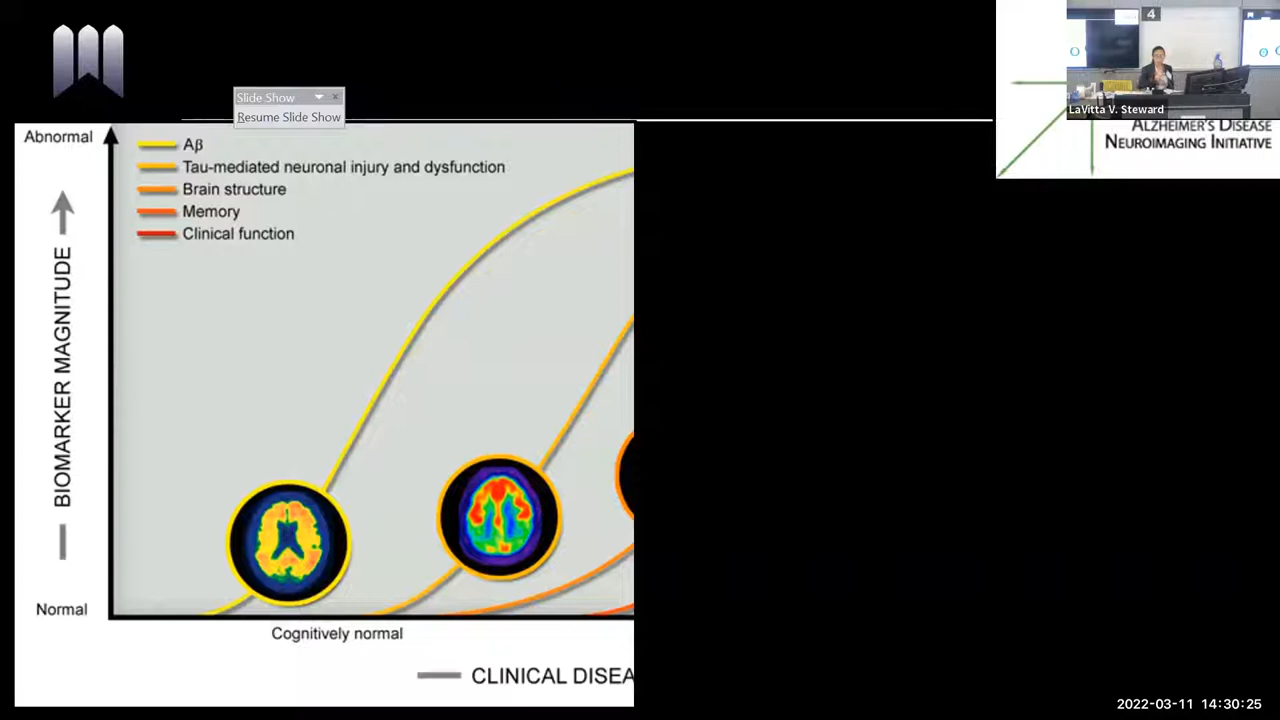 4
LaVitta V. Steward
ALZHEIMER'S DISEASE
NEUROIMAGING INITIATIVE
Slide Show
Resume Slide Show
Abnormal
Aβ
Tau-mediated neuronal injury and dysfunction
Brain structure
Memory
Clinical function
BIOMARKER MAGNITUDE
Normal
Cognitively normal
CLINICAL DISEA
2022-03-11 14:30:25